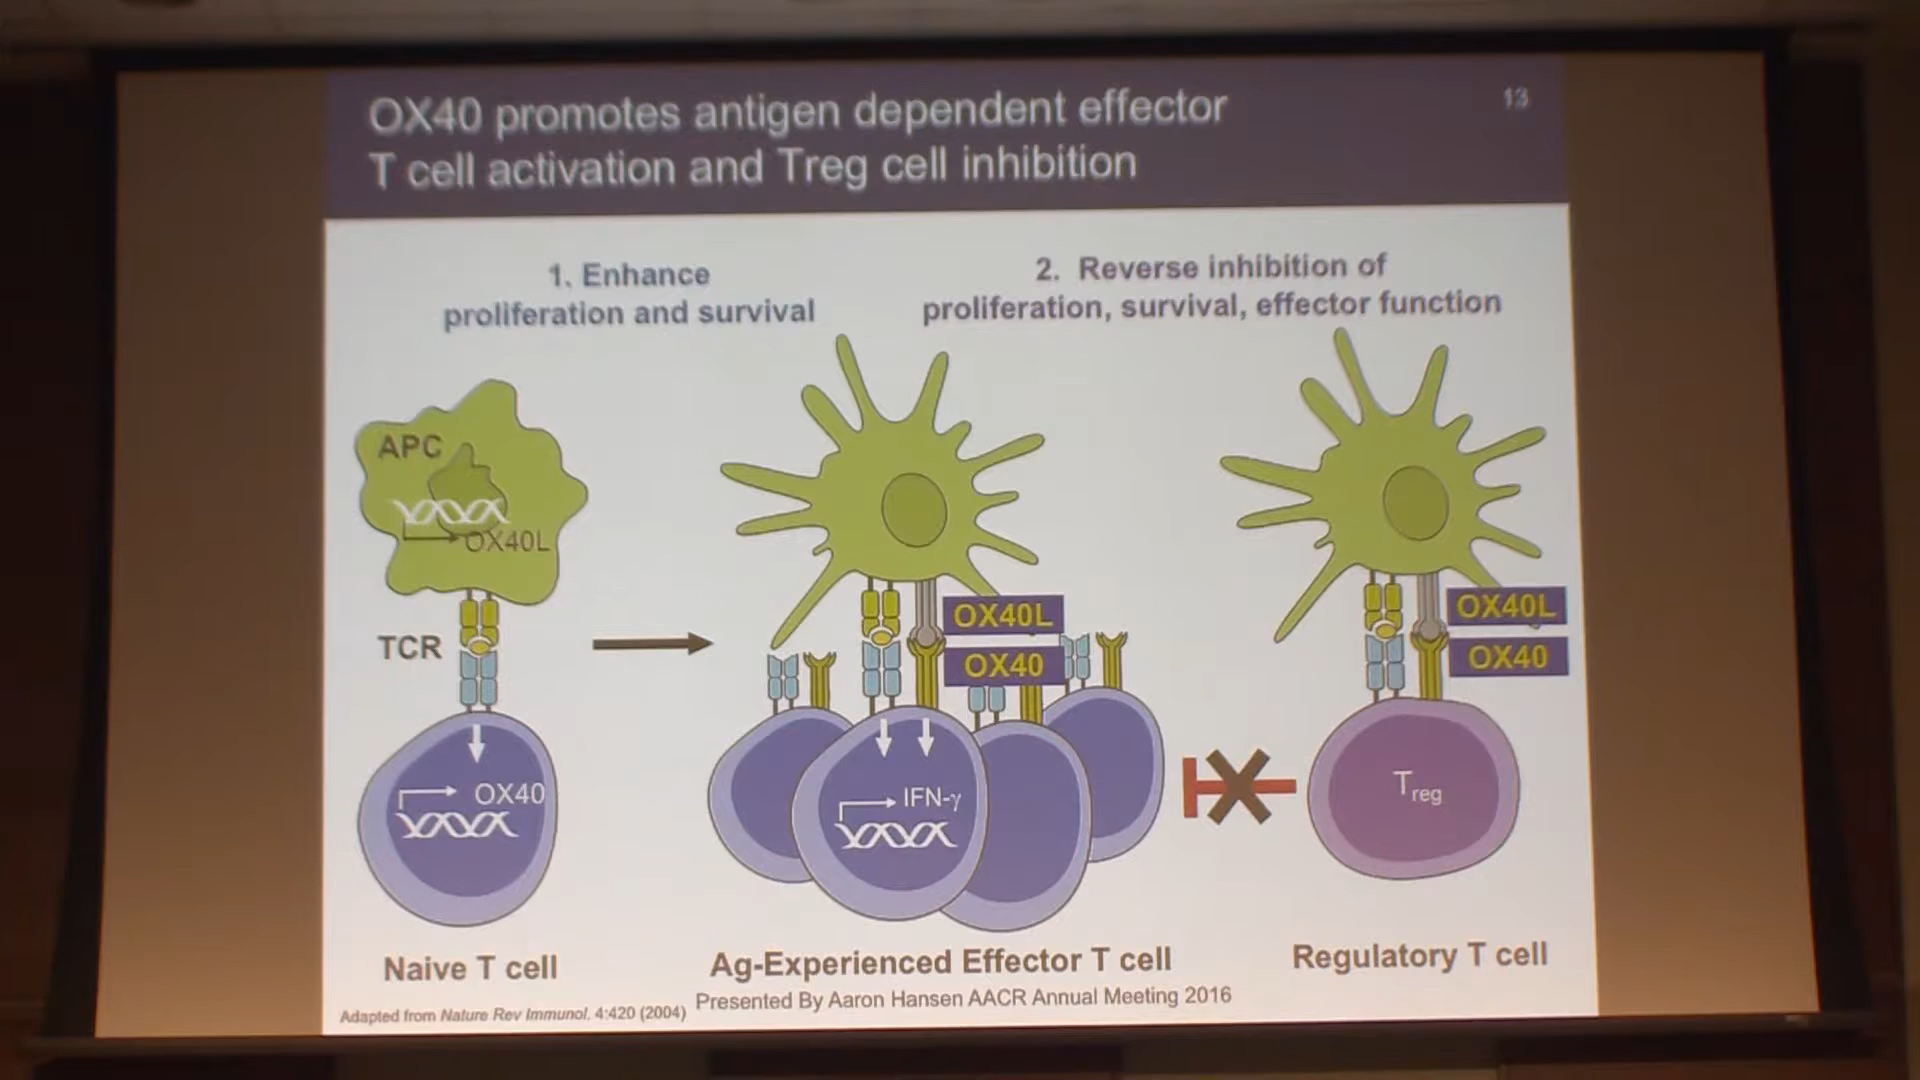 OX40 promotes antigen dependent effector
T cell activation and Treg cell inhibition
13
1. Enhance
proliferation and survival
2. Reverse inhibition of
proliferation, survival, effector function
APC
OX40L
TCR
OX40
Naive T cell
OX40L
OX40
IFN-γ
Ag-Experienced Effector T cell
OX40L
OX40
Treg
Regulatory T cell
Presented By Aaron Hansen AACR Annual Meeting 2016
Adapted from Nature Rev Immunol. 4:420 (2004)